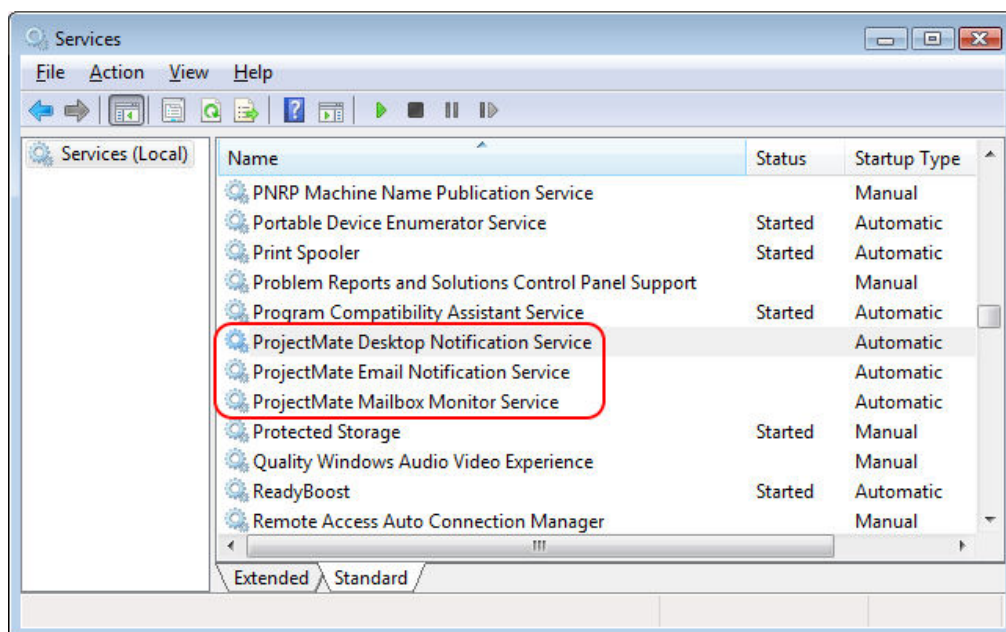 Services
File Action View Help
Services (Local)
Name Status Startup Type
PNRP Machine Name Publication Service Manual
Portable Device Enumerator Service Started Automatic
Print Spooler Started Automatic
Problem Reports and Solutions Control Panel Support Manual
Program Compatibility Assistant Service Started Automatic
ProjectMate Desktop Notification Service Automatic
ProjectMate Email Notification Service Automatic
ProjectMate Mailbox Monitor Service Automatic
Protected Storage Started Manual
Quality Windows Audio Video Experience Manual
ReadyBoost Started Automatic
Remote Access Auto Connection Manager Manual
Extended Standard